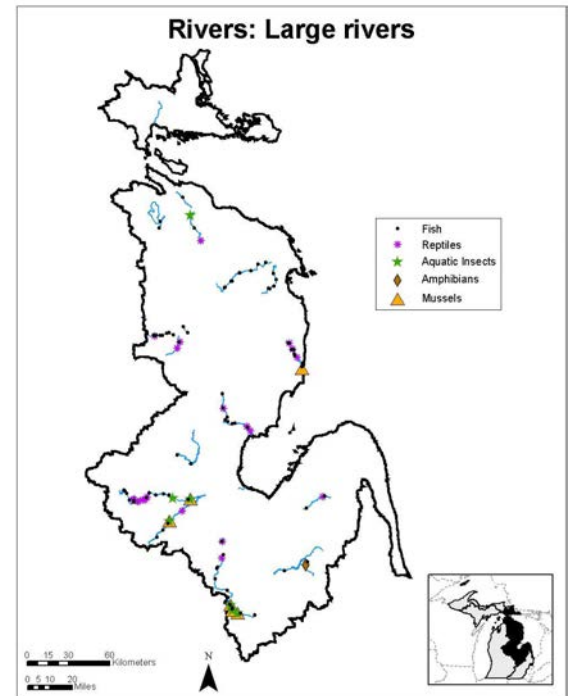 Rivers: Large rivers
Fish
Reptiles
Aquatic Insects
Amphibians
Mussels
0 15 30 60
Kilometers
0 5 10 20
Miles
N